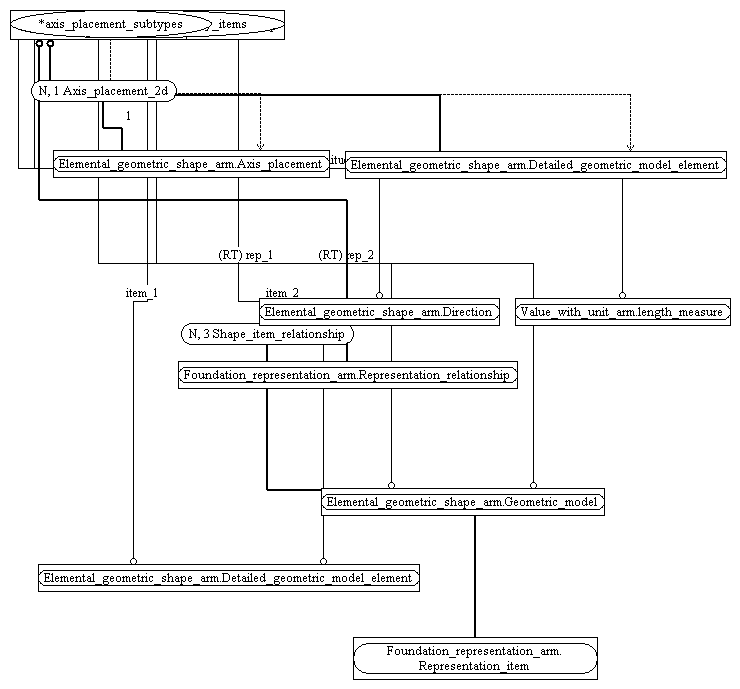 *axis_placement_subtypes
_items
N, 1 Axis_placement_2d
1
Elemental_geometric_shape_arm.Axis_placement
Elemental_geometric_shape_arm.Detailed_geometric_model_element
(RT) rep_1
(RT) rep_2
item_1
item_2
Elemental_geometric_shape_arm.Direction
Value_with_unit_arm.length_measure
N, 3 Shape_item_relationship
Foundation_representation_arm.Representation_relationship
Elemental_geometric_shape_arm.Geometric_model
Elemental_geometric_shape_arm.Detailed_geometric_model_element
Foundation_representation_arm.
Representation_item